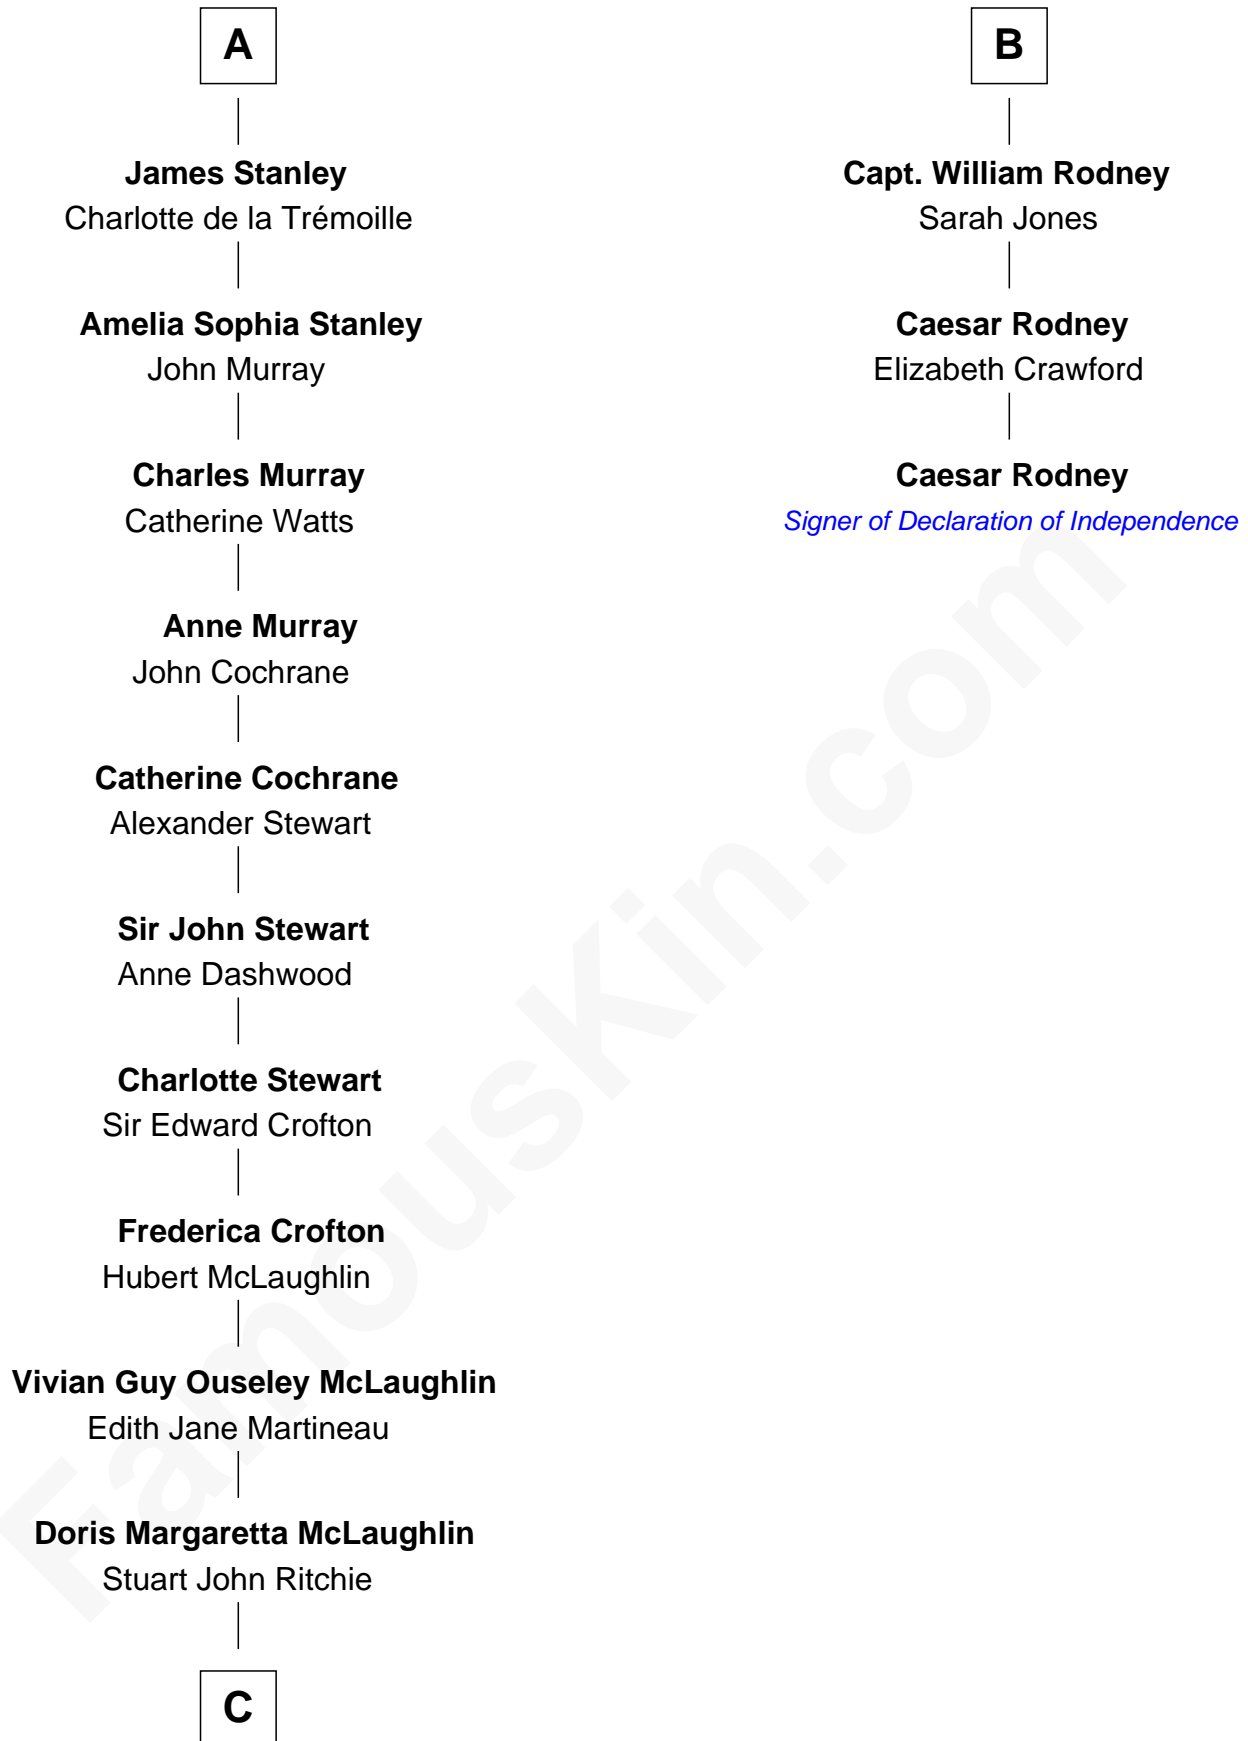 A
James Stanley
Charlotte de la Trémoille
Amelia Sophia Stanley
John Murray
Charles Murray
Catherine Watts
Anne Murray
John Cochrane
Catherine Cochrane
Alexander Stewart
Sir John Stewart
Anne Dashwood
Charlotte Stewart
Sir Edward Crofton
Frederica Crofton
Hubert McLaughlin
Vivian Guy Ouseley McLaughlin
Edith Jane Martineau
Doris Margaretta McLaughlin
Stuart John Ritchie
C
B
Capt. William Rodney
Sarah Jones
Caesar Rodney
Elizabeth Crawford
Caesar Rodney
Signer of Declaration of Independence
FamousKin.com